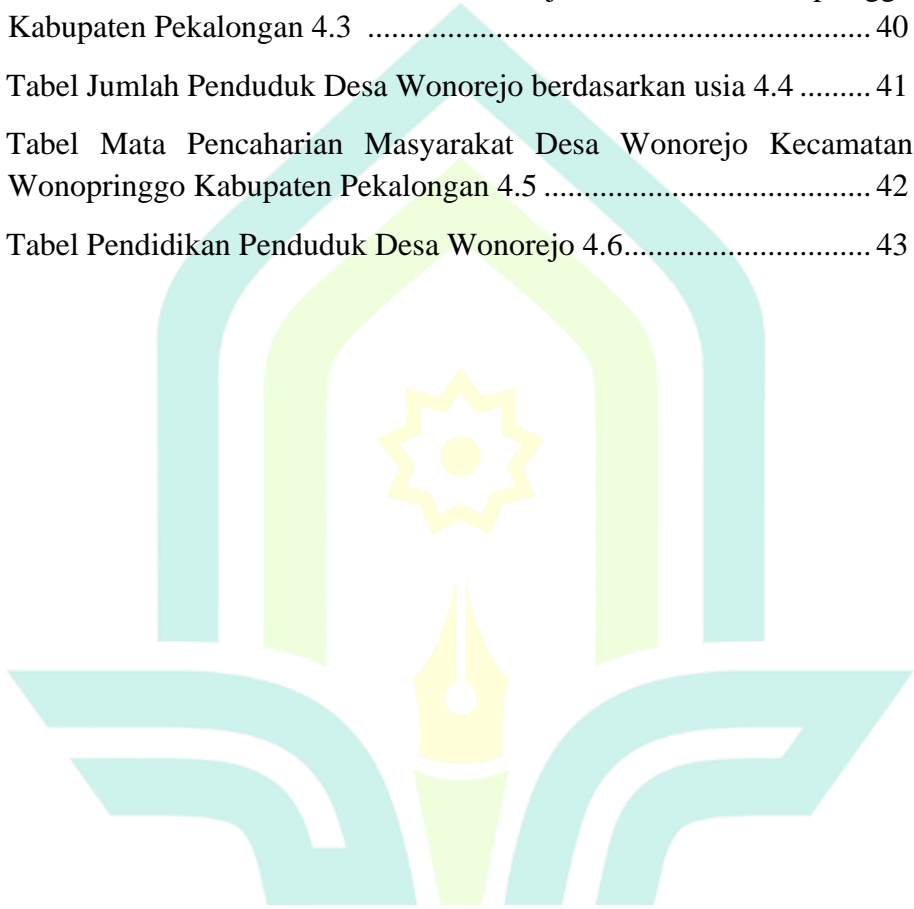 Kabupaten Pekalongan 4.3 ................................................................ 40
Tabel Jumlah Penduduk Desa Wonorejo berdasarkan usia 4.4 ......... 41
Tabel Mata Pencaharian Masyarakat Desa Wonorejo Kecamatan
Wonopringgo Kabupaten Pekalongan 4.5 ......................................... 42
Tabel Pendidikan Penduduk Desa Wonorejo 4.6............................... 43